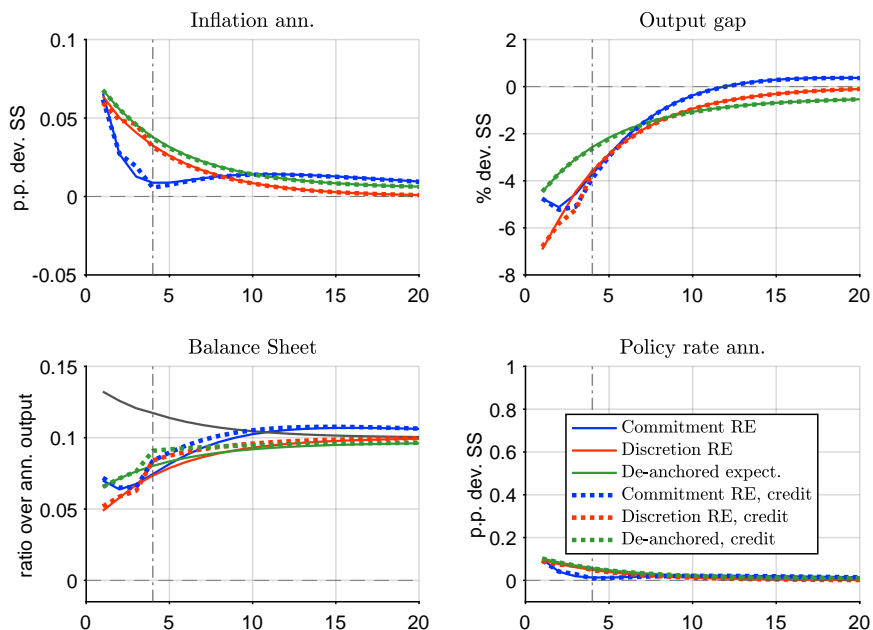 Inflation ann.
0.1
0.05
0
-0.05
p.p. dev. SS
0 5 10 15 20
Output gap
2
0
-2
-4
-6
-8
% dev. SS
0 5 10 15 20
Balance Sheet
0.15
0.1
0.05
0
ratio over ann. output
0 5 10 15 20
Policy rate ann.
1
0.8
0.6
0.4
0.2
0
p.p. dev. SS
Commitment RE
Discretion RE
De-anchored expect.
Commitment RE, credit
Discretion RE, credit
De-anchored, credit
0 5 10 15 20